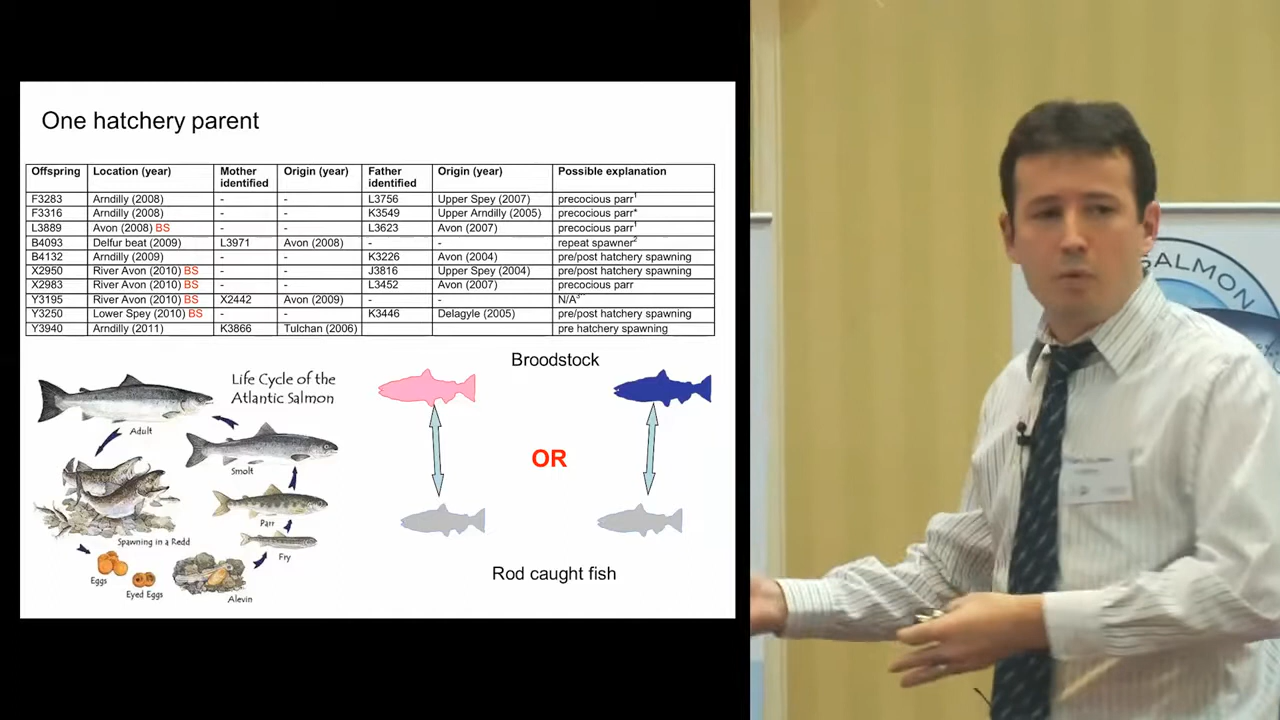 One hatchery parent
Offspring Location (year) Mother identified Origin (year) Father identified Origin (year) Possible explanation
F3283 Arndilly (2008) - - L3756 Upper Spey (2007) precocious parr¹
F3316 Arndilly (2008) - - K3549 Upper Arndilly (2005) precocious parr*
L3889 Avon (2008) BS - - L3623 Avon (2007) precocious parr¹
B4093 Delfur beat (2009) L3971 Avon (2008) - - repeat spawner²
B4132 Arndilly (2009) - - K3226 Avon (2004) pre/post hatchery spawning
X2950 River Avon (2010) BS - - J3816 Upper Spey (2004) pre/post hatchery spawning
X2983 River Avon (2010) BS - - L3452 Avon (2007) precocious parr
Y3195 River Avon (2010) BS X2442 Avon (2009) - - N/A
Y3250 Lower Spey (2010) BS - - K3446 Delagyle (2005) pre/post hatchery spawning
Y3940 Arndilly (2011) K3866 Tulchan (2006) pre hatchery spawning
Life Cycle of the
Atlantic Salmon
Adult
Smolt
Parr
Fry
Spawning in a Redd
Eggs
Eyed Eggs
Alevin
Broodstock
OR
Rod caught fish
SALMON